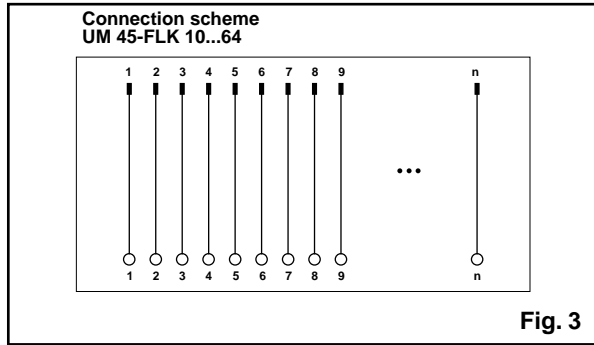 Connection scheme
UM 45-FLK 10...64
1 2 3 4 5 6 7 8 9 n
...
1 2 3 4 5 6 7 8 9 n
Fig. 3